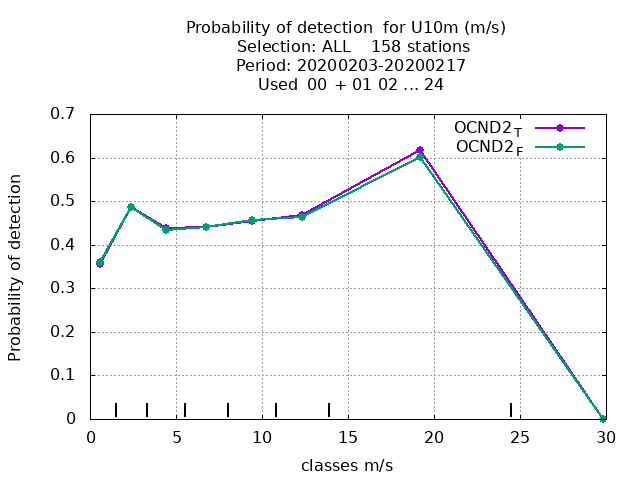 Probability of detection for U10m (m/s)
Selection: ALL 158 stations
Period: 20200203-20200217
Used 00 + 01 02 ... 24
OCND2T
OCND2F
0.7
0.6
0.5
0.4
0.3
0.2
0.1
0
Probability of detection
0 5 10 15 20 25 30
classes m/s